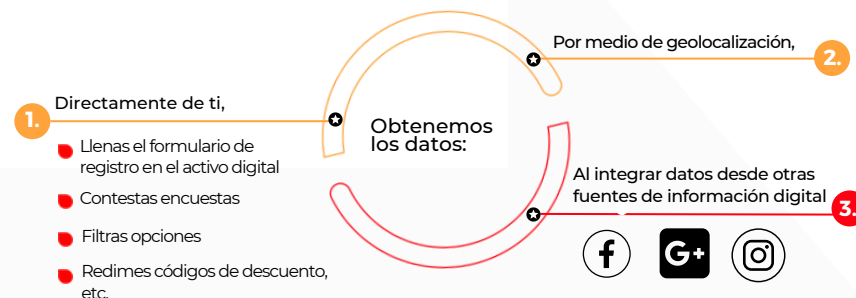 1.
Directamente de ti,
Llenas el formulario de
registro en el activo digital
Contestas encuestas
Filtras opciones
Redimes códigos de descuento,
etc.
Obtenemos
los datos:
Por medio de geolocalización,
2.
Al integrar datos desde otras
fuentes de información digital
3.
f
G+